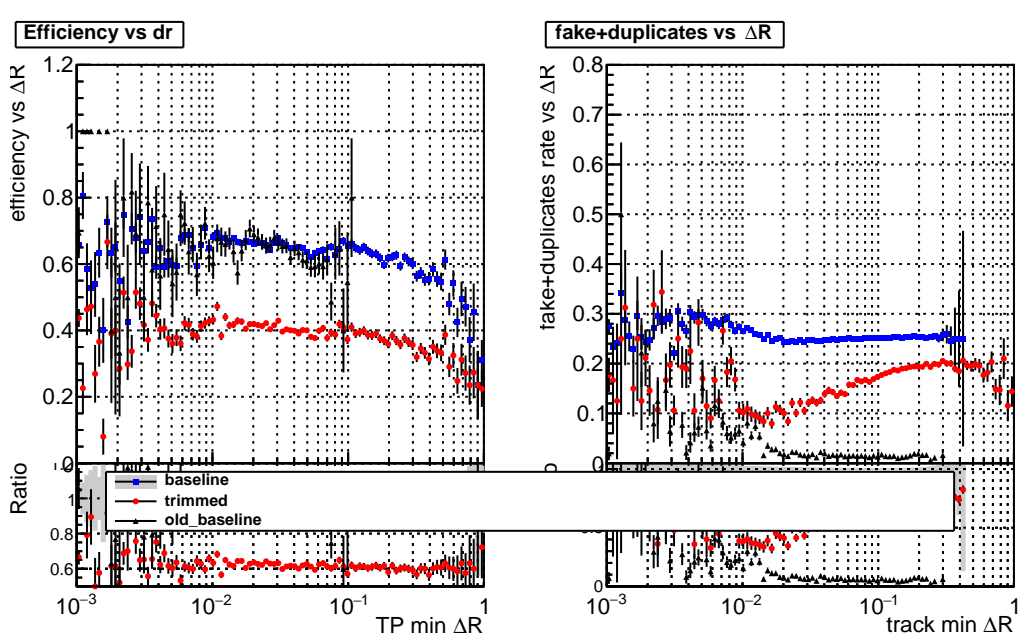 Efficiency vs dr
fake+duplicates vs ΔR
efficiency vs ΔR
1.2
1
0.8
0.6
0.4
0.2
0
fake+duplicates rate vs ΔR
0.8
0.7
0.6
0.5
0.4
0.3
0.2
0.1
0
Ratio
1
0.8
0.6
baseline
trimmed
old_baseline
0
10⁻³
10⁻²
10⁻¹
1
TP min ΔR
10⁻³
10⁻²
10⁻¹
1
track min ΔR